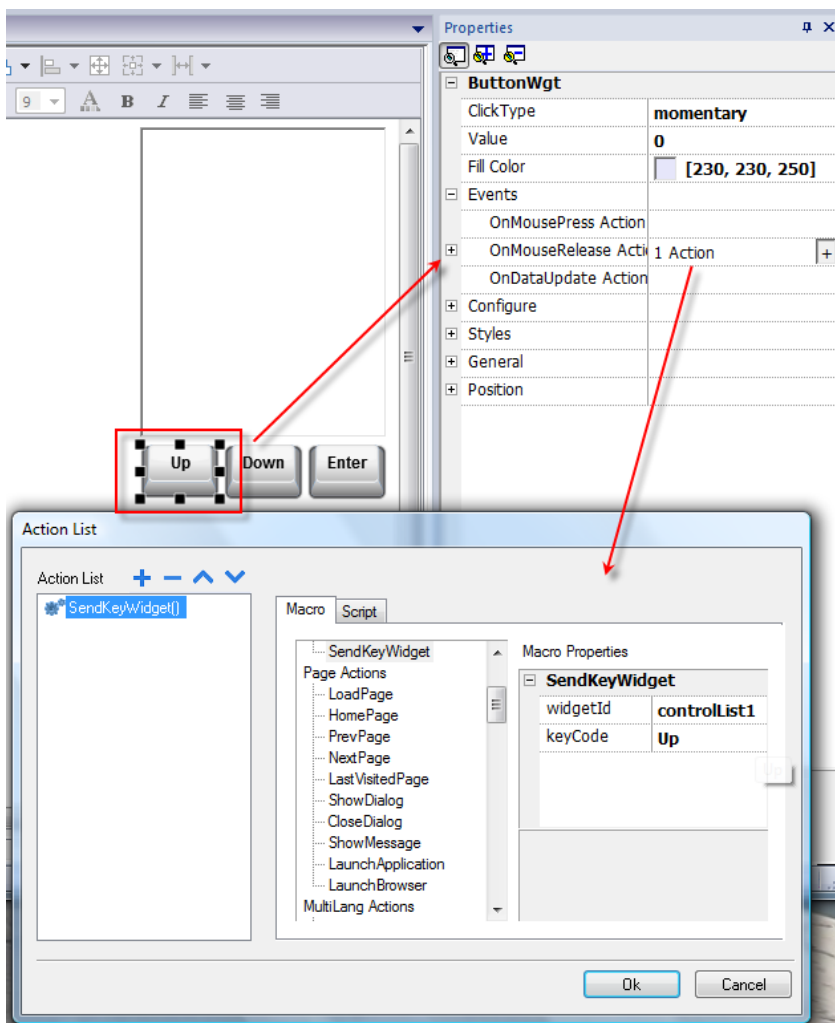 Properties
9 A B I
ButtonWgt
ClickType momentary
Value 0
Fill Color [230, 230, 250]
Events
OnMousePress Action
OnMouseRelease Acti 1 Action +
OnDataUpdate Action
Configure
Styles
General
Position
Up Down Enter
Action List
Action List
SendKeyWidget()
Macro Script
SendKeyWidget
Page Actions
LoadPage
HomePage
PrevPage
NextPage
LastVisitedPage
ShowDialog
CloseDialog
ShowMessage
LaunchApplication
LaunchBrowser
MultiLang Actions
Macro Properties
SendKeyWidget
widgetId controlList1
keyCode Up
Up
Ok Cancel